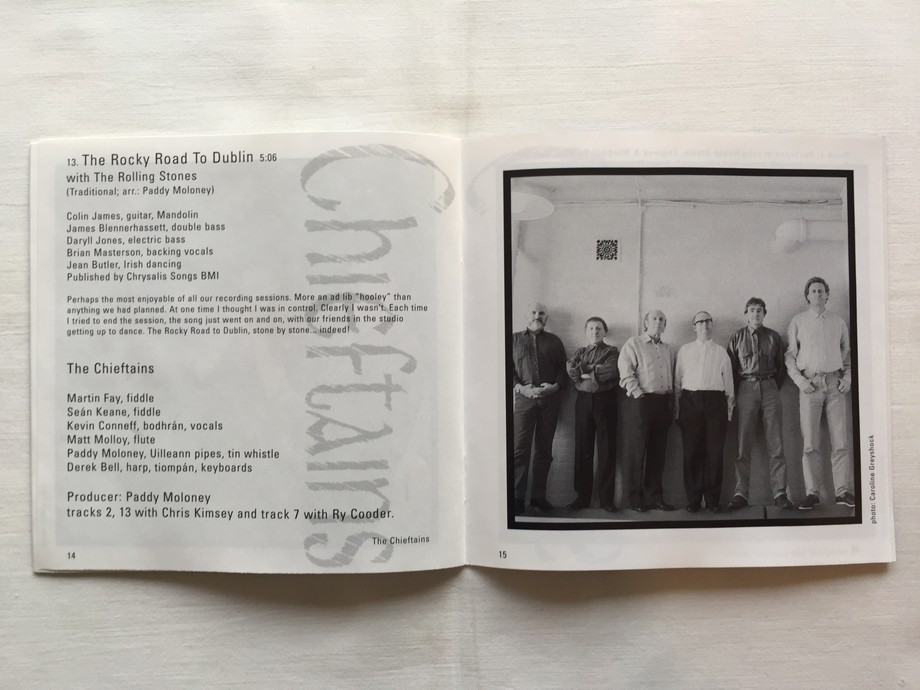 13. The Rocky Road To Dublin 5:06
with The Rolling Stones
(Traditional; arr.: Paddy Moloney)
Colin James, guitar, Mandolin
James Blennerhassett, double bass
Daryll Jones, electric bass
Brian Masterson, backing vocals
Jean Butler, Irish dancing
Published by Chrysalis Songs BMI
Perhaps the most enjoyable of all our recording sessions. More an ad lib "hooley" than
anything we had planned. At one time I thought I was in control. Clearly I wasn't. Each time
I tried to end the session, the song just went on and on, with our friends in the studio
getting up to dance. The Rocky Road to Dublin, stone by stone... indeed!
The Chieftains
Martin Fay, fiddle
Seán Keane, fiddle
Kevin Conneff, bodhrán, vocals
Matt Molloy, flute
Paddy Moloney, Uilleann pipes, tin whistle
Derek Bell, harp, tiompán, keyboards
Producer: Paddy Moloney
tracks 2, 13 with Chris Kimsey and track 7 with Ry Cooder.
The Chieftains
14
Chieftains
15
photo: Caroline Greyshock